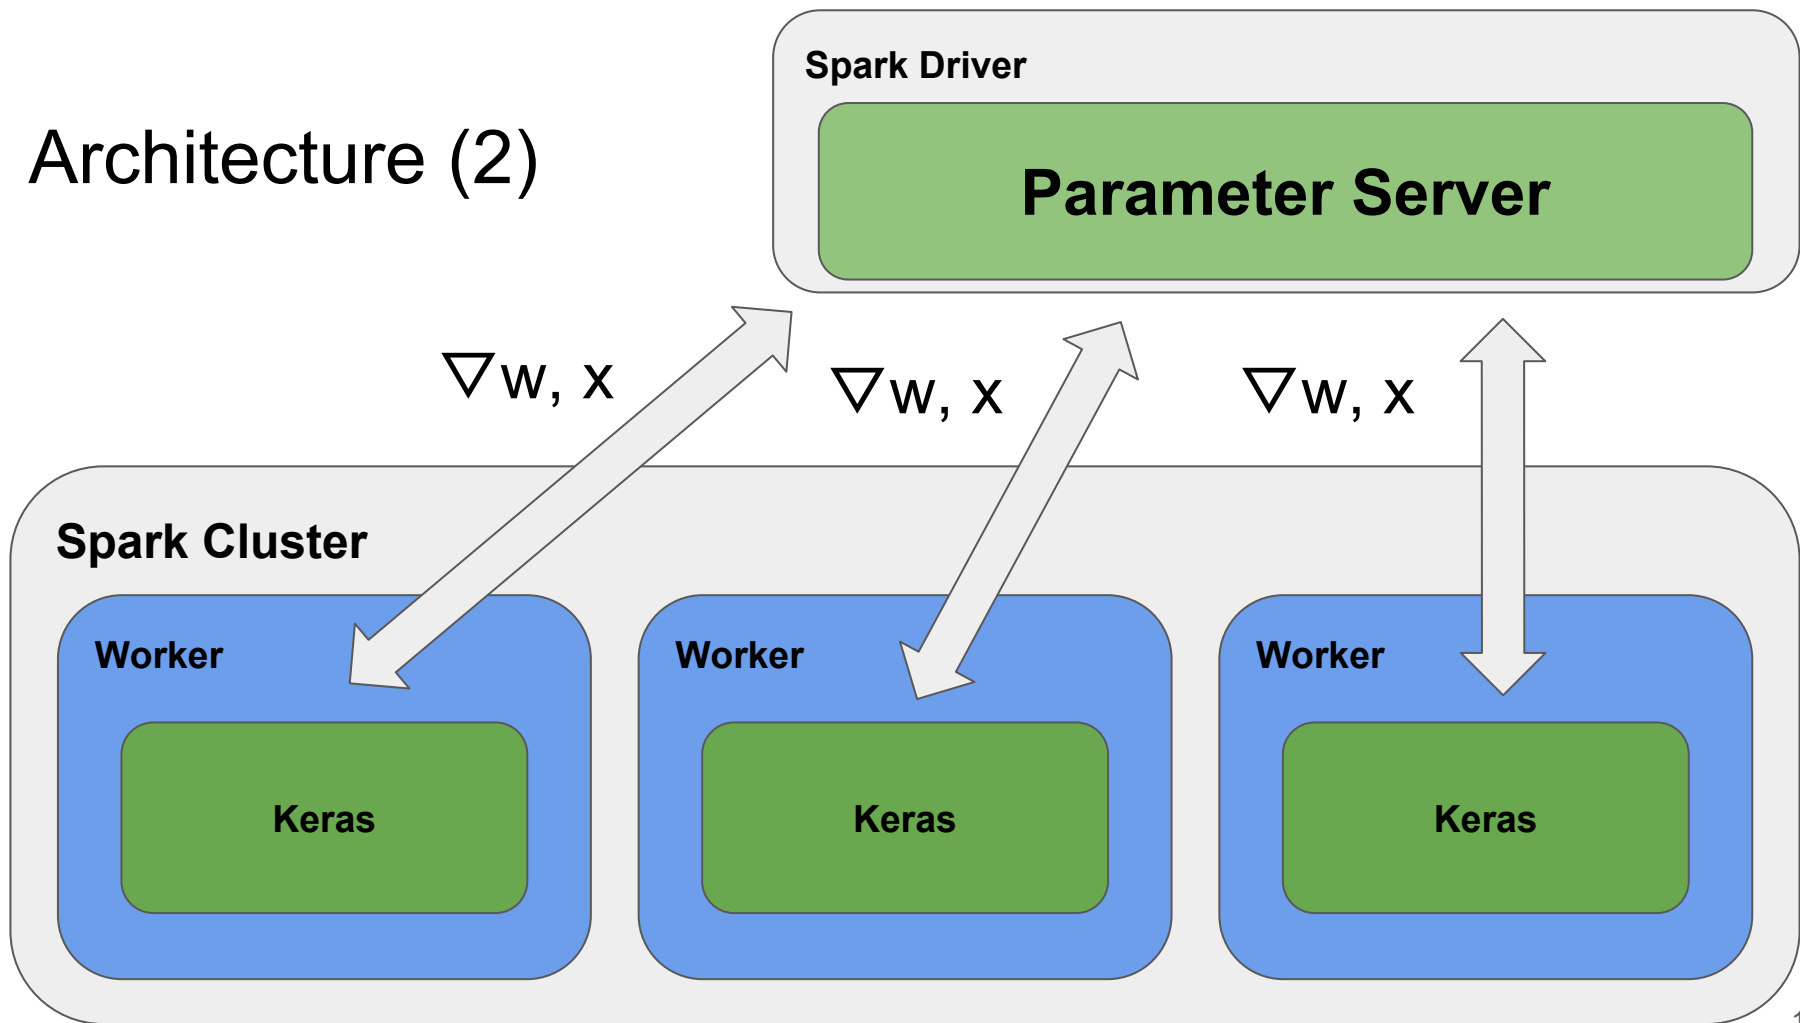 Spark Driver
Architecture (2)
Parameter Server
∇w, x
∇w, x
∇w, x
Spark Cluster
Worker
Worker
Worker
Keras
Keras
Keras